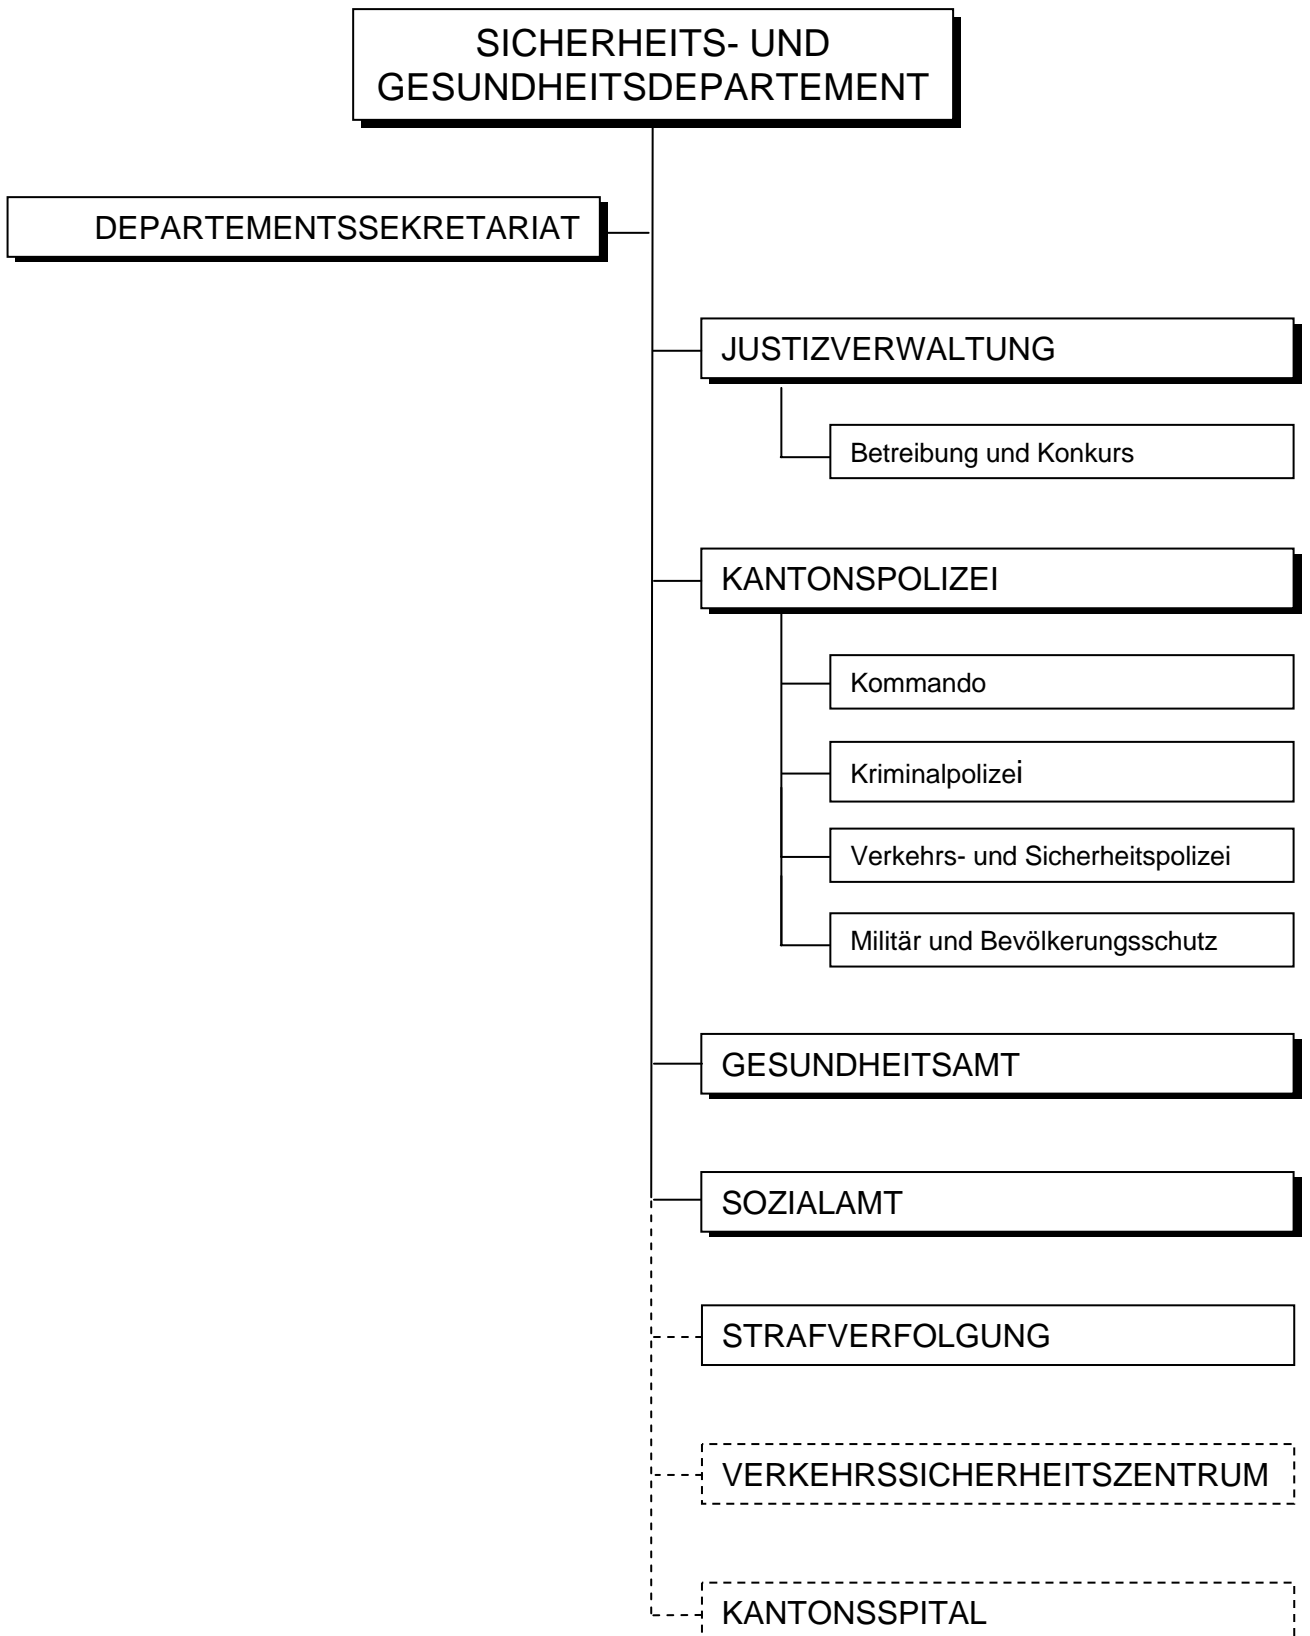 SICHERHEITS- UND
GESUNDHEITSDEPARTEMENT
DEPARTEMENTSSEKRETARIAT
JUSTIZVERWALTUNG
Betreibung und Konkurs
KANTONSPOLIZEI
Kommando
Kriminalpolizei
Verkehrs- und Sicherheitspolizei
Militär und Bevölkerungsschutz
GESUNDHEITSAMT
SOZIALAMT
STRAFVERFOLGUNG
VERKEHRSSICHERHEITSZENTRUM
KANTONSSPITAL